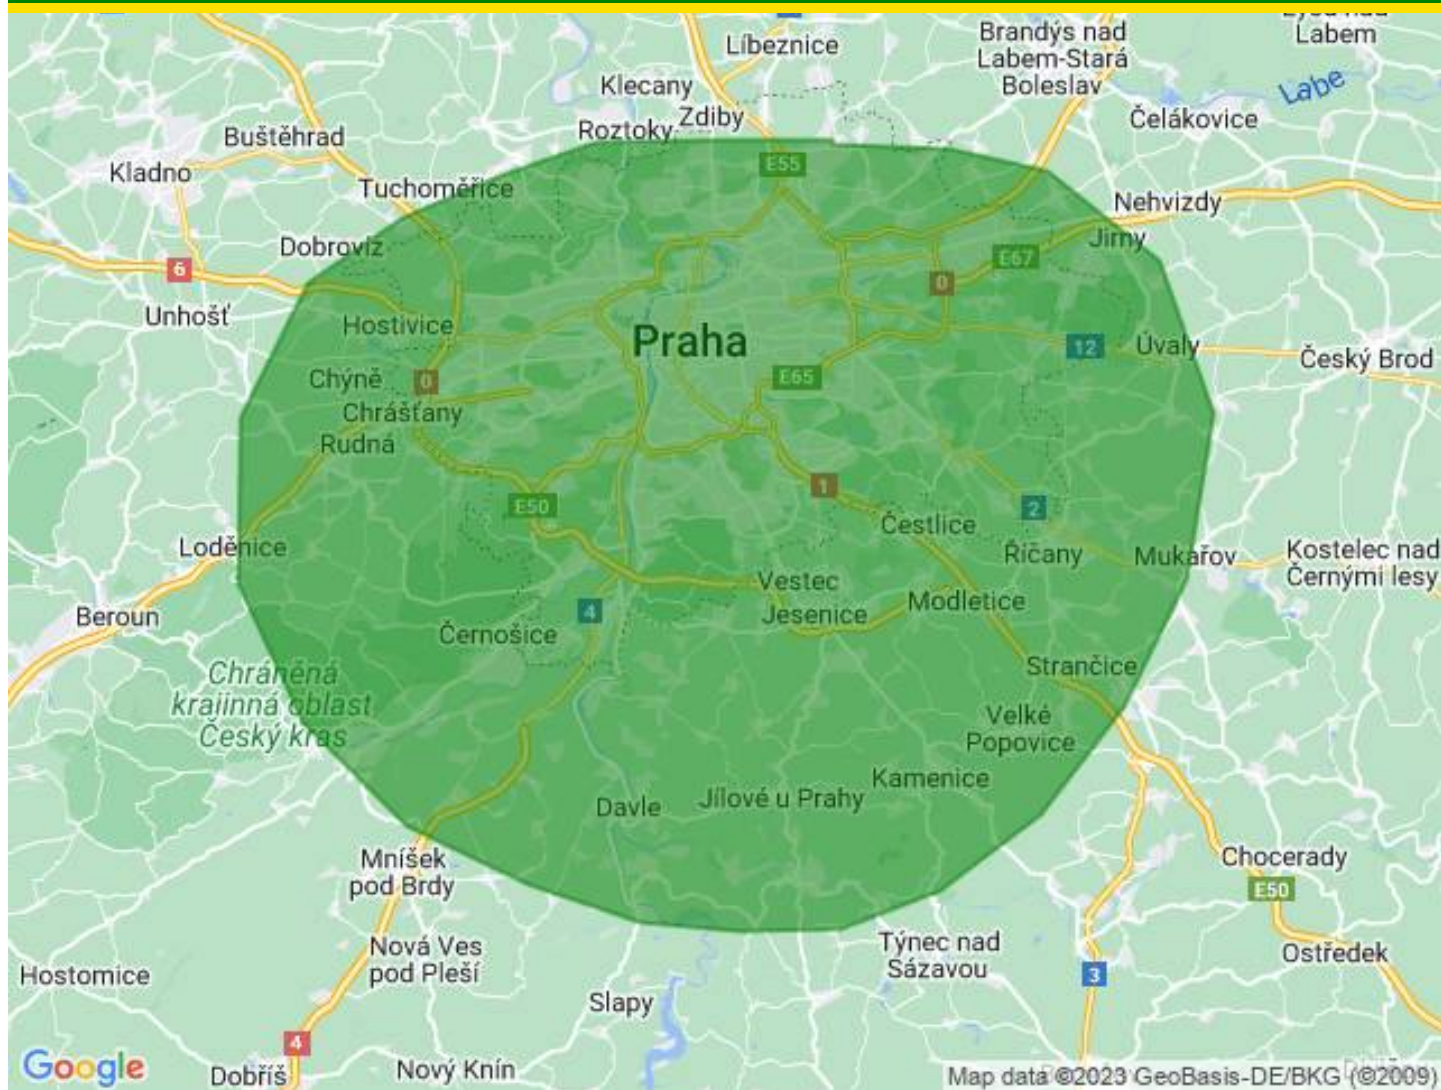 Líbeznice
Brandýs nad
Labem-Stará
Boleslav
Labem
Klecany
Labe
Zdiby
Roztoky
Čelákovice
Buštěhrad
E55
Kladno
Tuchoměřice
Nehvizdy
Jirny
Dobrovíz
E67
6
0
Unhošť
Hostivice
Praha
12
Úvaly
Český Brod
Chýně
0
E65
Chrášťany
Rudná
1
E50
2
Čestlice
Loděnice
Říčany
Mukařov
Kostelec nad
Černými lesy
Vestec
Beroun
4
Jesenice
Modletice
Černošice
Chráněná
krajinná oblast
Český kras
Strančice
Velké
Popovice
Kamenice
Davle
Jílové u Prahy
Mníšek
pod Brdy
Chocerady
E50
Nová Ves
pod Pleší
Týnec nad
Sázavou
Ostředek
Hostomice
3
Slapy
4
Google
Dobříš
Nový Knín
Map data ©2023 GeoBasis-DE/BKG (©2009)